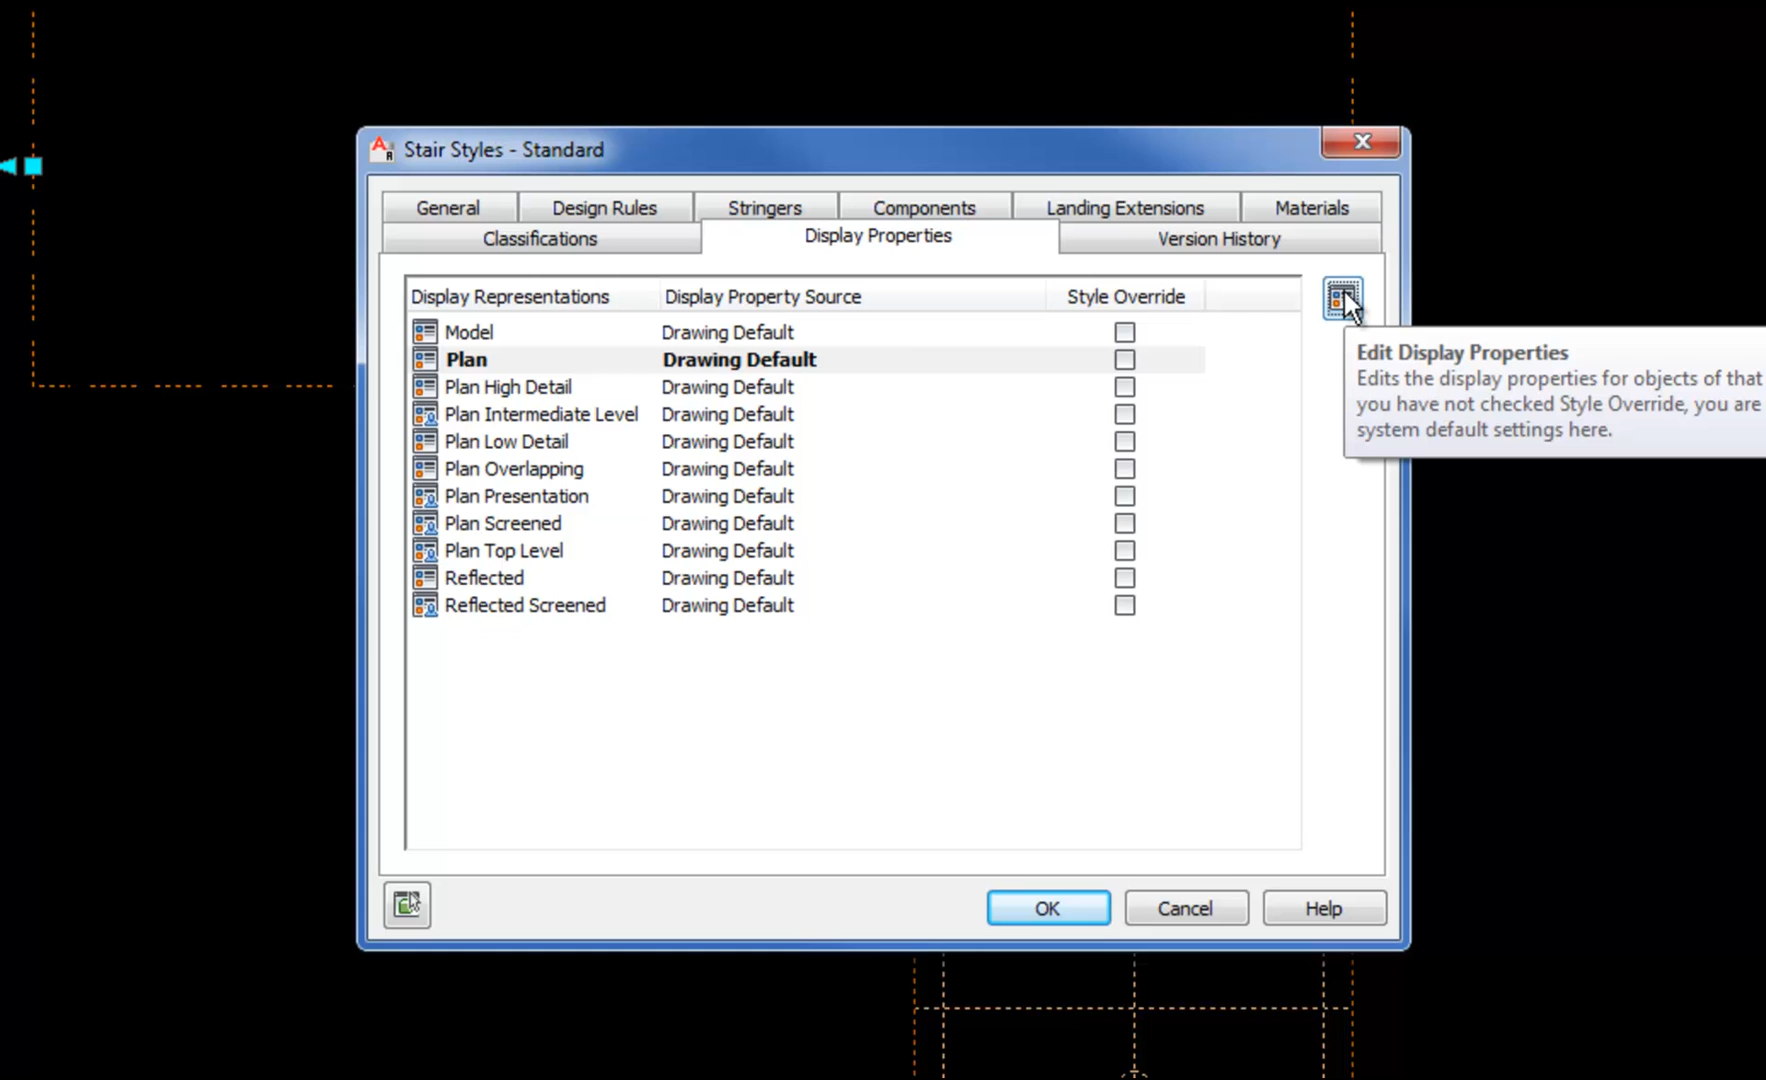 Stair Styles - Standard
General Design Rules Stringers Components Landing Extensions Materials
Classifications Display Properties Version History
Display Representations Display Property Source Style Override
Model Drawing Default
Plan Drawing Default
Plan High Detail Drawing Default
Plan Intermediate Level Drawing Default
Plan Low Detail Drawing Default
Plan Overlapping Drawing Default
Plan Presentation Drawing Default
Plan Screened Drawing Default
Plan Top Level Drawing Default
Reflected Drawing Default
Reflected Screened Drawing Default
Edit Display Properties
Edits the display properties for objects of that
you have not checked Style Override, you are
system default settings here.
OK Cancel Help